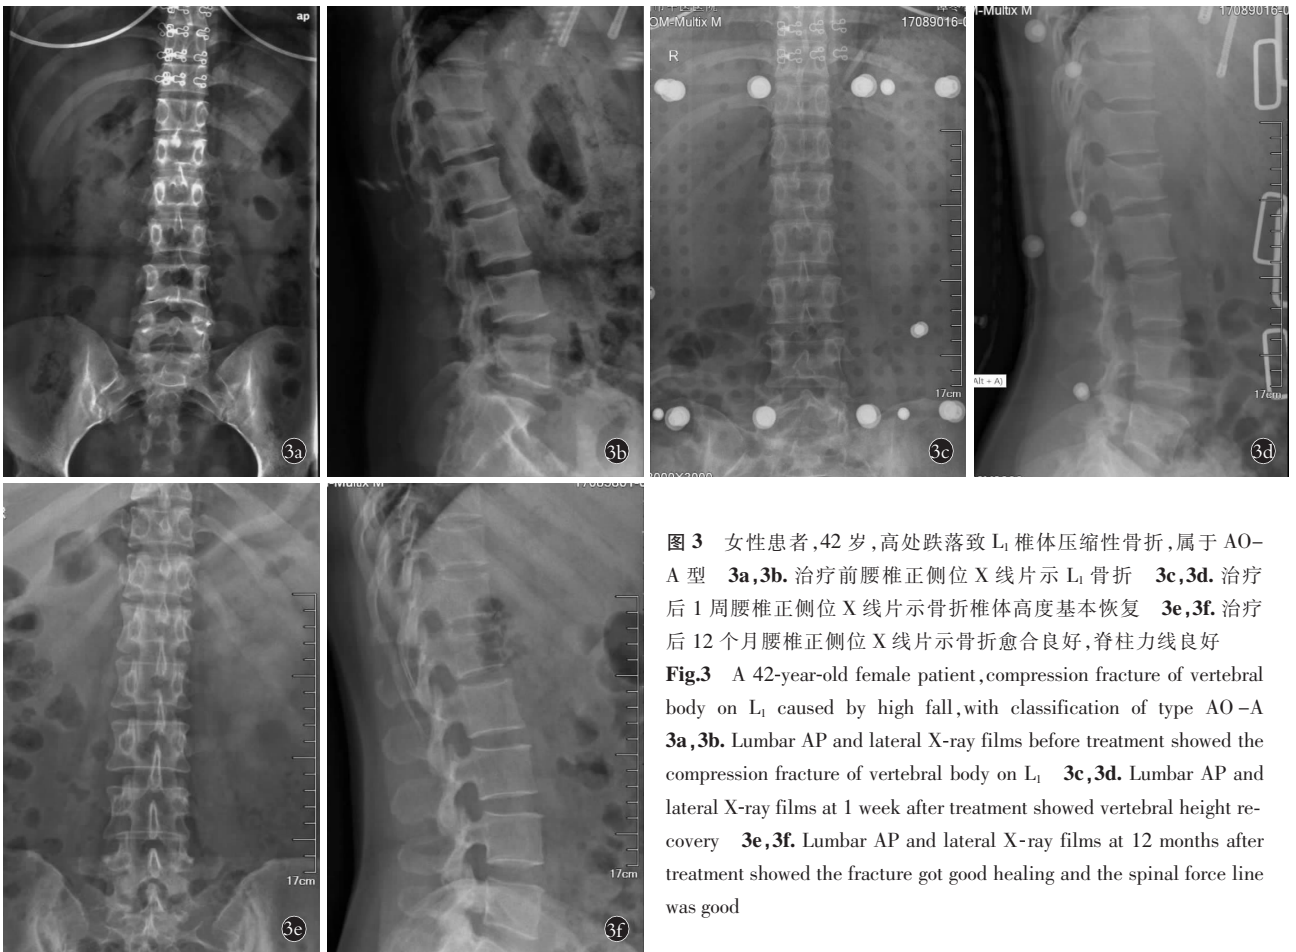 ap
3a
3b
OM-Multix M
17089016-0
R
17cm
3c
I-Multix M
17089016-0
Alt + A)
17cm
3d
17cm
3e
-Multix M
17cm
3f
图 3 女性患者,42 岁,高处跌落致 L₁ 椎体压缩性骨折,属于 AO-
A 型 3a,3b. 治疗前腰椎正侧位 X 线片示 L₁ 骨折 3c,3d. 治疗
后 1 周腰椎正侧位 X 线片示骨折椎体高度基本恢复 3e,3f. 治疗
后 12 个月腰椎正侧位 X 线片示骨折愈合良好,脊柱力线良好
Fig.3 A 42-year-old female patient,compression fracture of vertebral
body on L₁ caused by high fall,with classification of type AO-A
3a,3b. Lumbar AP and lateral X-ray films before treatment showed the
compression fracture of vertebral body on L₁ 3c,3d. Lumbar AP and
lateral X-ray films at 1 week after treatment showed vertebral height re-
covery 3e,3f. Lumbar AP and lateral X-ray films at 12 months after
treatment showed the fracture got good healing and the spinal force line
was good